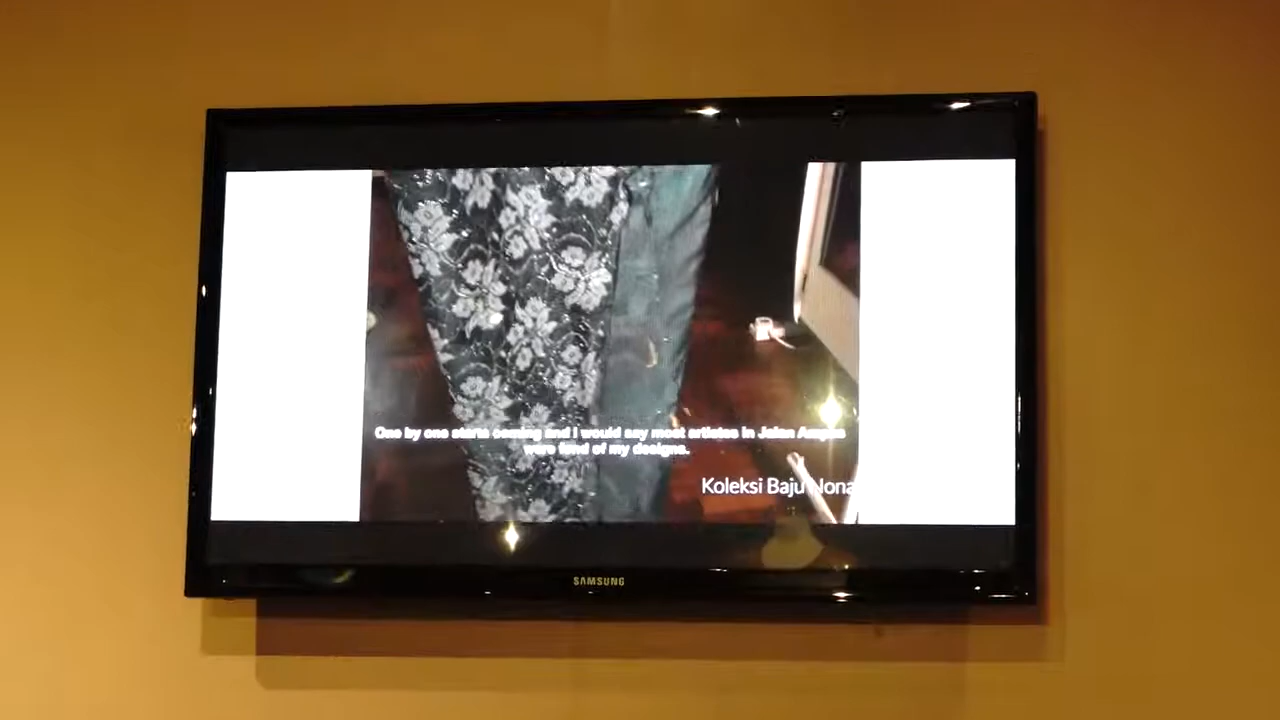 One by one starts coming and I would say most artistes in Jalan Ampas
were fond of my designs.
Koleksi Baju Nona
SAMSUNG